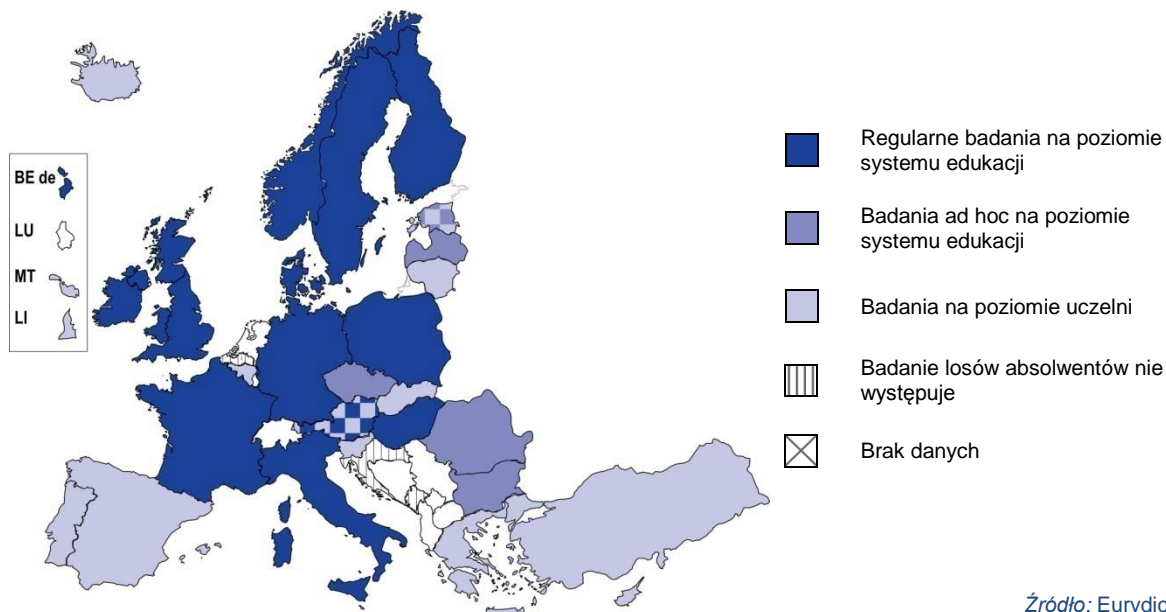 BE de
LU
MT
LI
Regularne badania na poziomie
systemu edukacji
Badania ad hoc na poziomie
systemu edukacji
Badania na poziomie uczelni
Badanie losów absolwentów nie
występuje
Brak danych
Źródło: Eurydic